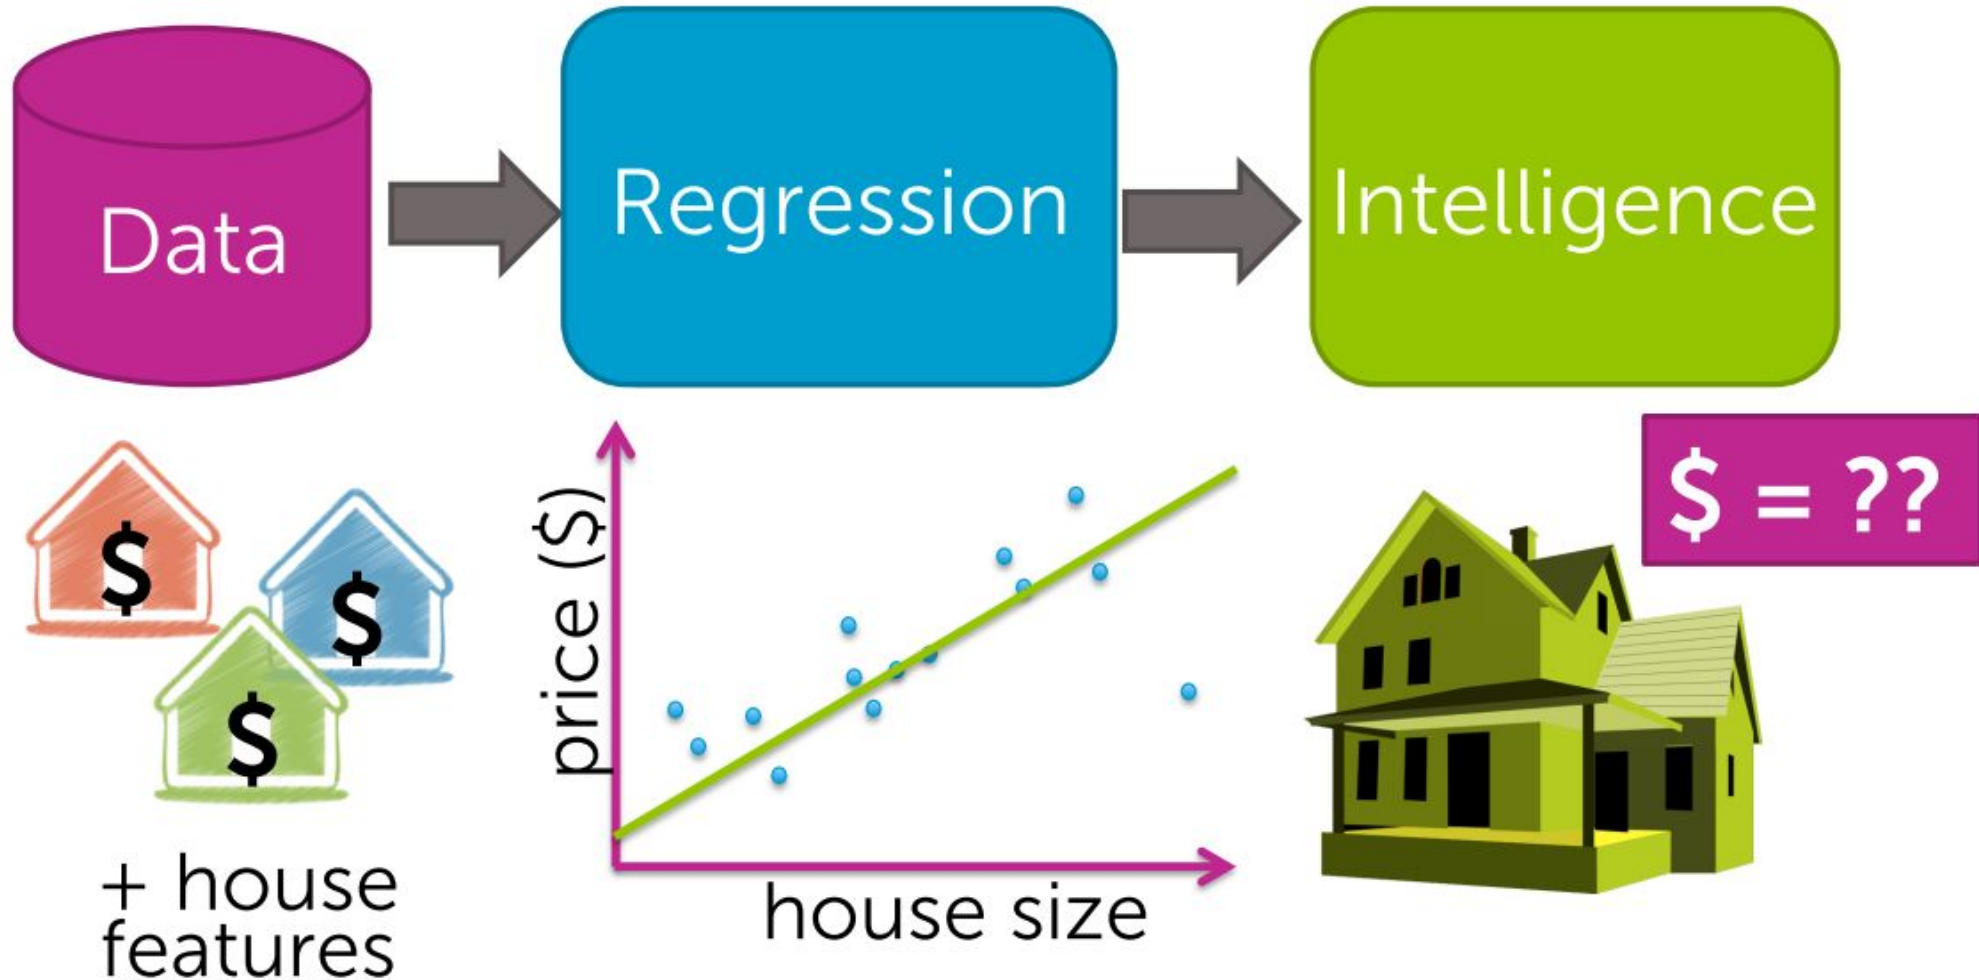 Data
Regression
Intelligence
$
$
$
+ house
features
price ($)
house size
$ = ??